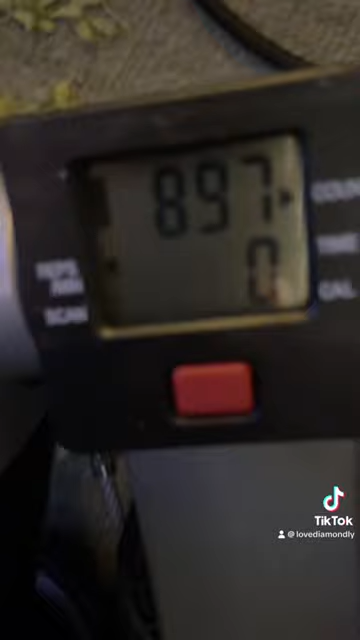 897
COUNT
0
TIME
REPS/
MIN
CAL
SCAN
TikTok
@lovediamondly